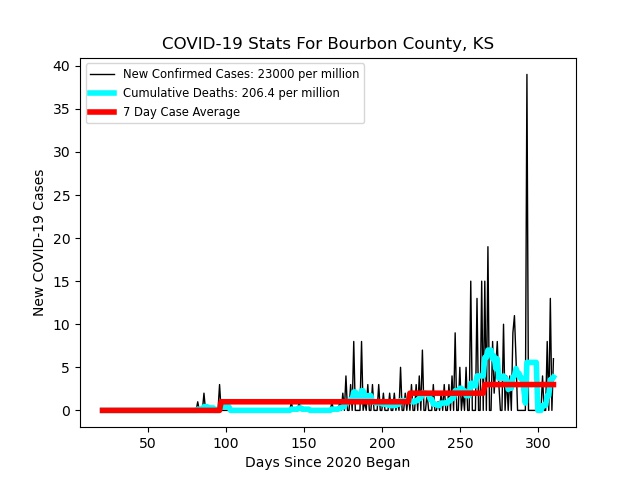 COVID-19 Stats For Bourbon County, KS
New Confirmed Cases: 23000 per million
Cumulative Deaths: 206.4 per million
7 Day Case Average
New COVID-19 Cases
40
35
30
25
20
15
10
5
0
50 100 150 200 250 300
Days Since 2020 Began